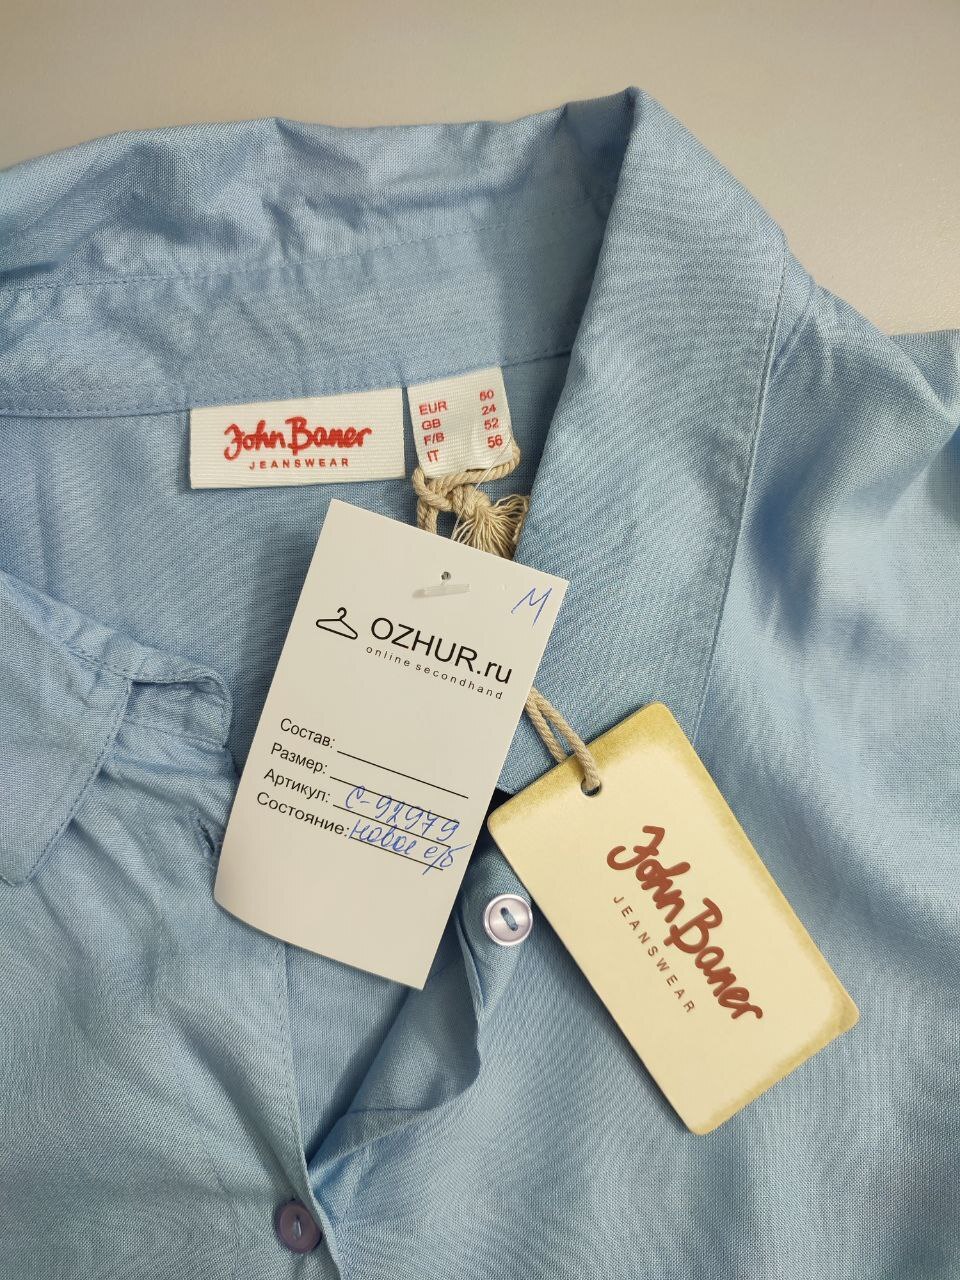 John Baner
JEANSWEAR
EUR 50
GB 24
F/B 52
IT 56
M
OZHUR.ru
online secondhand
Состав:
Размер:
Артикул: С-92979
Состояние: новое с/б
John Baner
JEANSWEAR